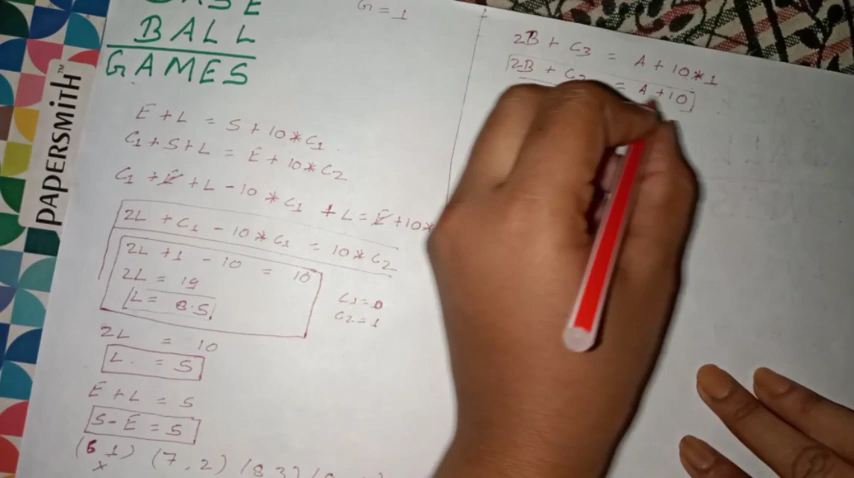 BALL
GAMES
G = 1
PAPERSMITH
E + L = S + 10*C1
C1 + S + L = E + 10*C2
C1 + E + L - 10*C1 + L = E + 10*
2L + C1 - 10*C1 = 10*C2
2L + 1 - 10 = 10
2L = 19
L = 8.5
C1 = 0
C2 = 1
2L = 10
L = 5
E + L = S
S - E = 5
(6, 1) (7, 2) (8 3) (
x
2B + C3 = A + 10*1
2B + C3 = A + 10